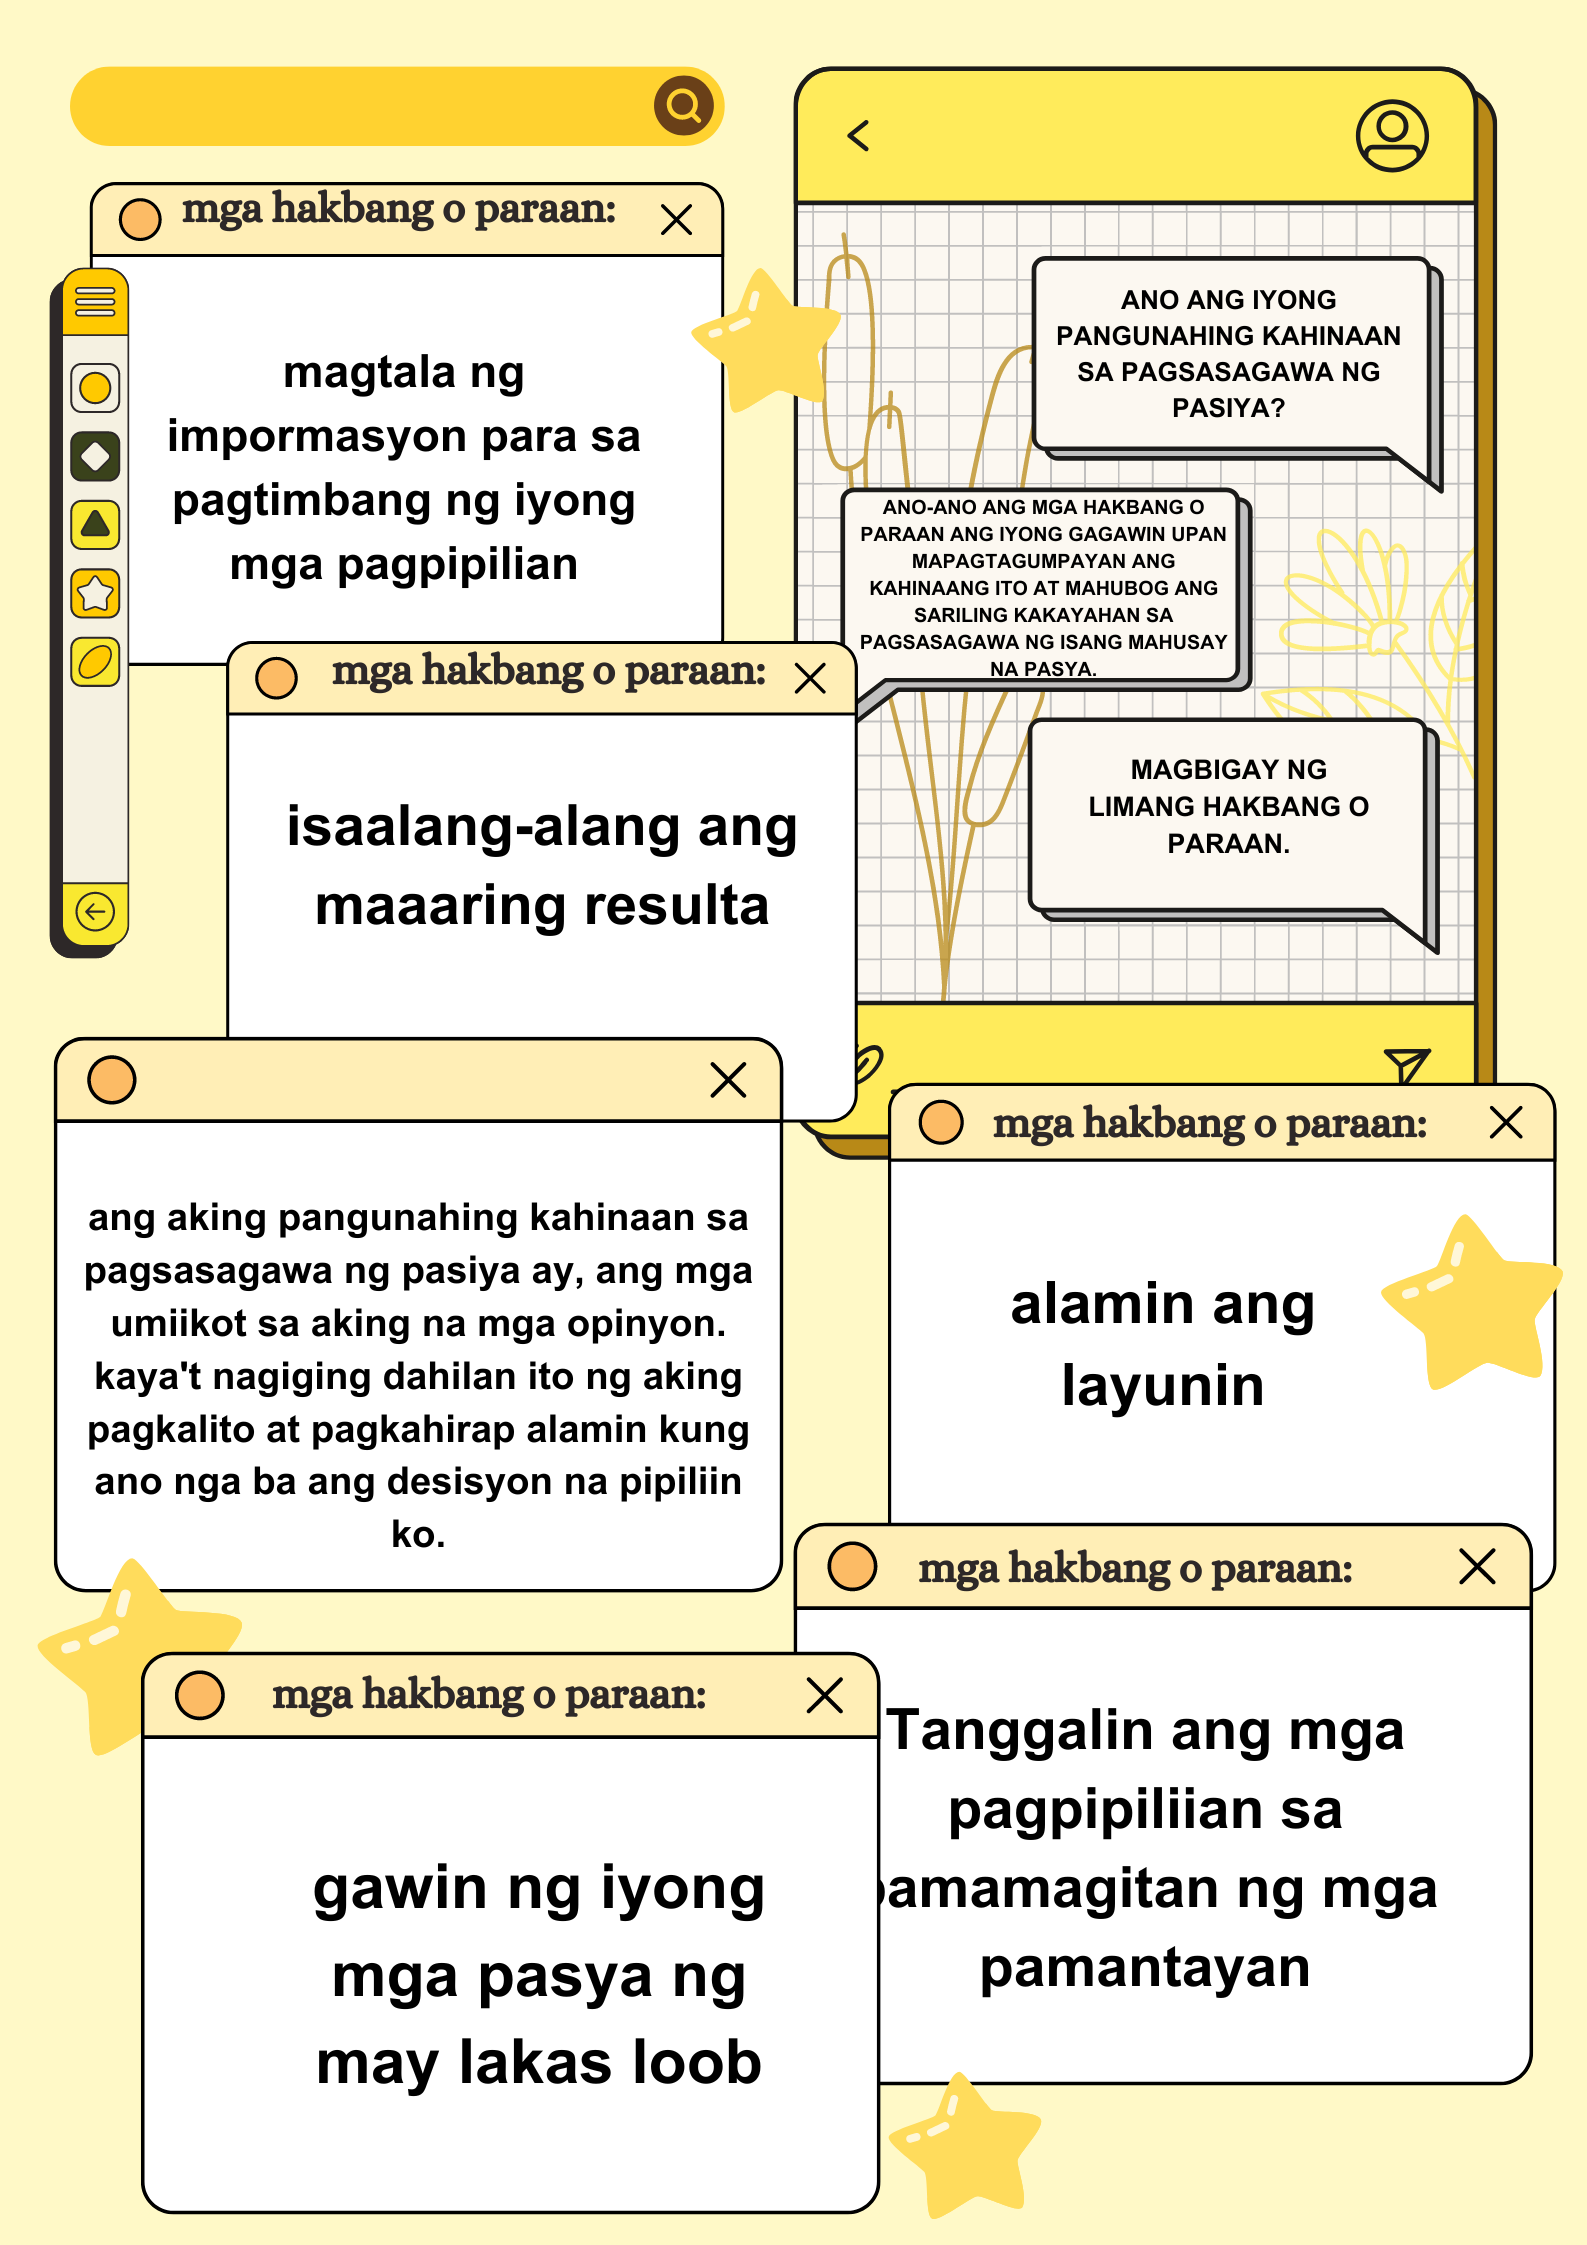 mga hakbang o paraan:
magtala ng
impormasyon para sa
pagtimbang ng iyong
mga pagpipilian
ANO ANG IYONG
PANGUNAHING KAHINAAN
SA PAGSASAGAWA NG
PASIYA?
ANO-ANO ANG MGA HAKBANG O
PARAAN ANG IYONG GAGAWIN UPAN
MAPAGTAGUMPAYAN ANG
KAHINAANG ITO AT MAHUBOG ANG
SARILING KAKAYAHAN SA
PAGSASAGAWA NG ISANG MAHUSAY
NA PASYA.
MAGBIGAY NG
LIMANG HAKBANG O
PARAAN.
mga hakbang o paraan:
isaalang-alang ang
maaaring resulta
ang aking pangunahing kahinaan sa
pagsasagawa ng pasiya ay, ang mga
umiikot sa aking na mga opinyon.
kaya't nagiging dahilan ito ng aking
pagkalito at pagkahirap alamin kung
ano nga ba ang desisyon na pipiliin
ko.
mga hakbang o paraan:
alamin ang
layunin
mga hakbang o paraan:
Tanggalin ang mga
pagpipiliian sa
pamamagitan ng mga
pamantayan
mga hakbang o paraan:
gawin ng iyong
mga pasya ng
may lakas loob